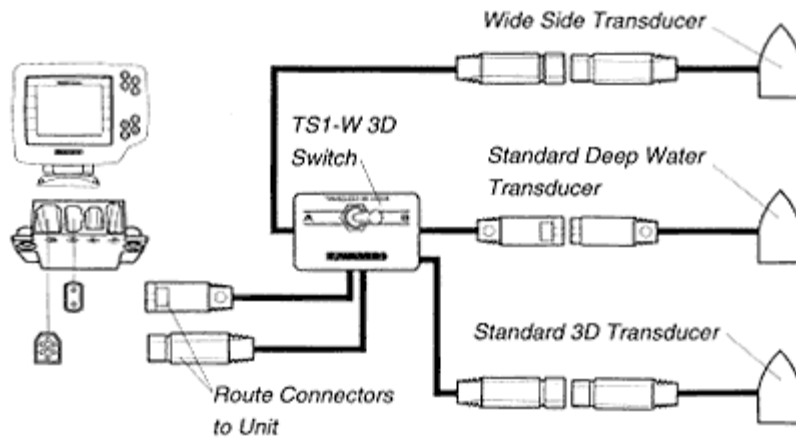 Wide Side Transducer
TS1-W 3D
Switch
Standard Deep Water
Transducer
A
Standard 3D Transducer
Route Connectors
to Unit